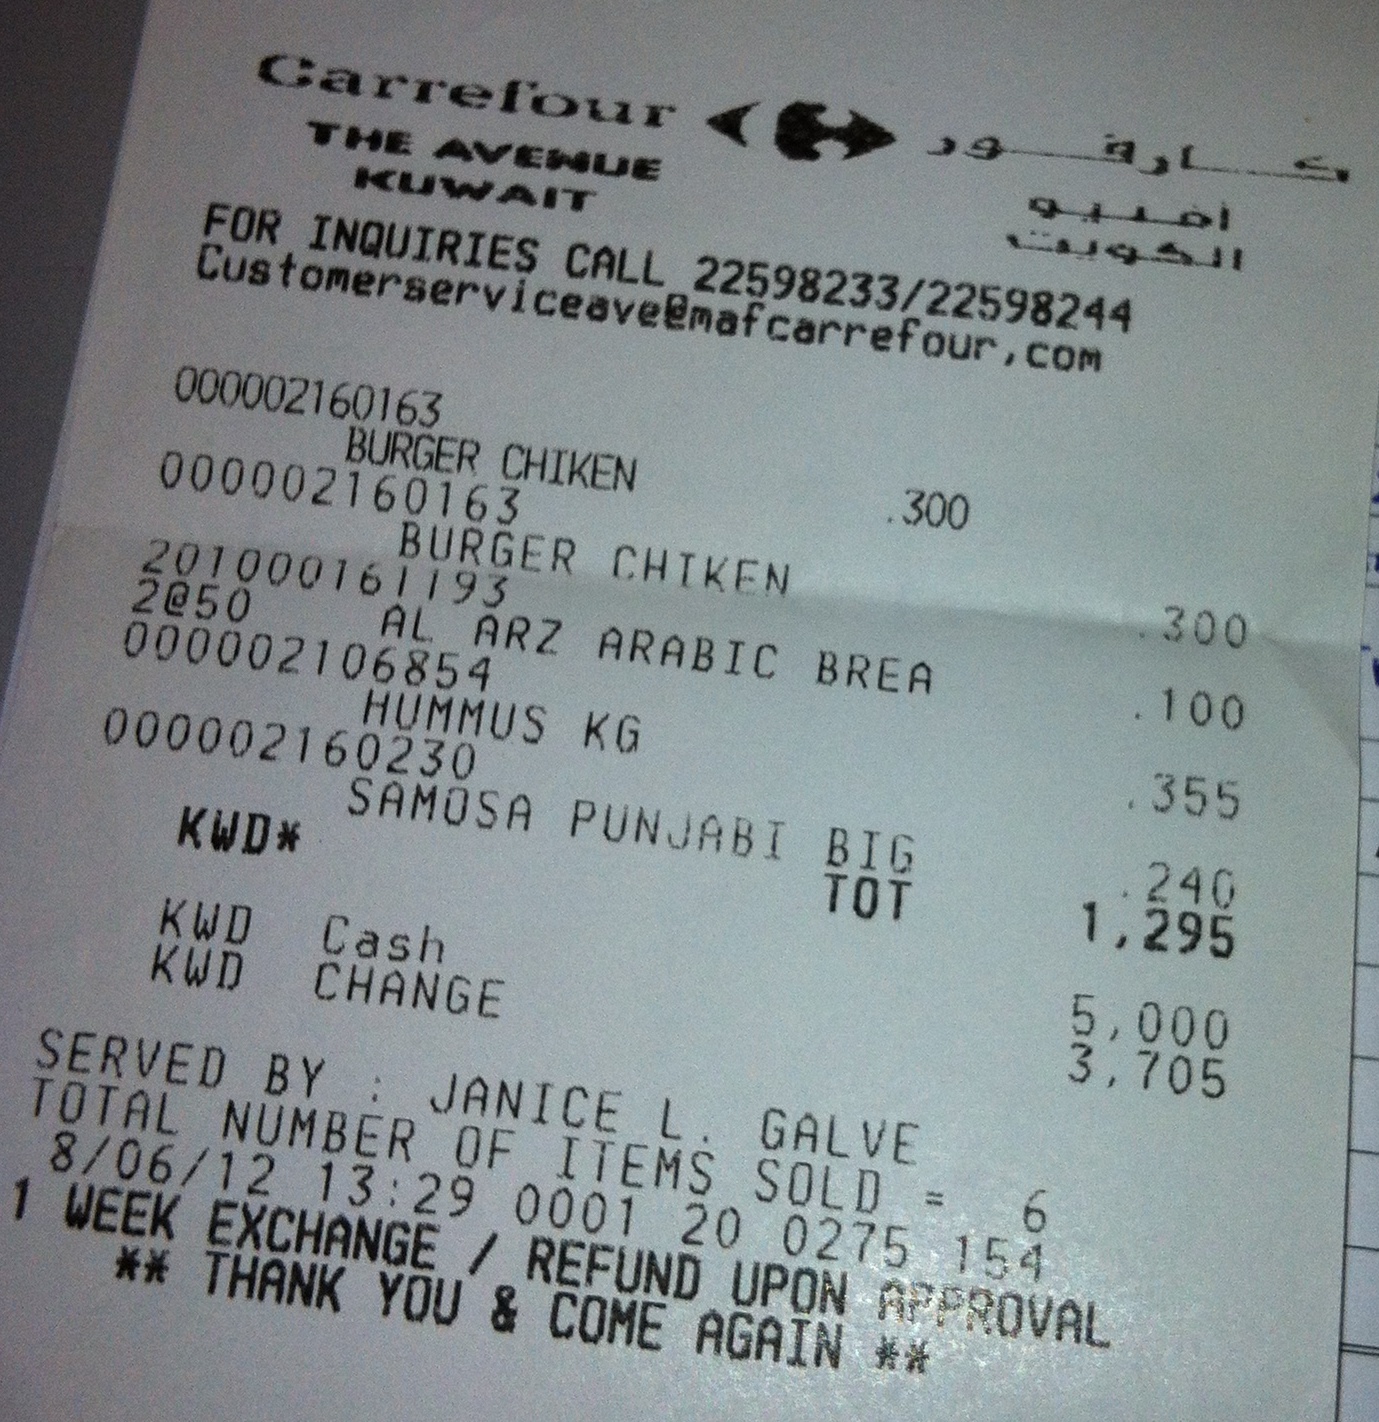 Carrefour كارفور
THE AVENUE افنيو
KUWAIT الكويت
FOR INQUIRIES CALL 22598233/22598244
Customerserviceave@mafcarrefour,com
000002160163
BURGER CHIKEN .300
000002160163
BURGER CHIKEN .300
201000161193
2@50 AL ARZ ARABIC BREA .100
000002106854
HUMMUS KG .355
000002160230
SAMOSA PUNJABI BIG .240
KWD* TOT 1,295
KWD Cash 5,000
KWD CHANGE 3,705
SERVED BY : JANICE L. GALVE
TOTAL NUMBER OF ITEMS SOLD = 6
8/06/12 13:29 0001 20 0275 154
1 WEEK EXCHANGE / REFUND UPON APPROVAL
** THANK YOU & COME AGAIN **